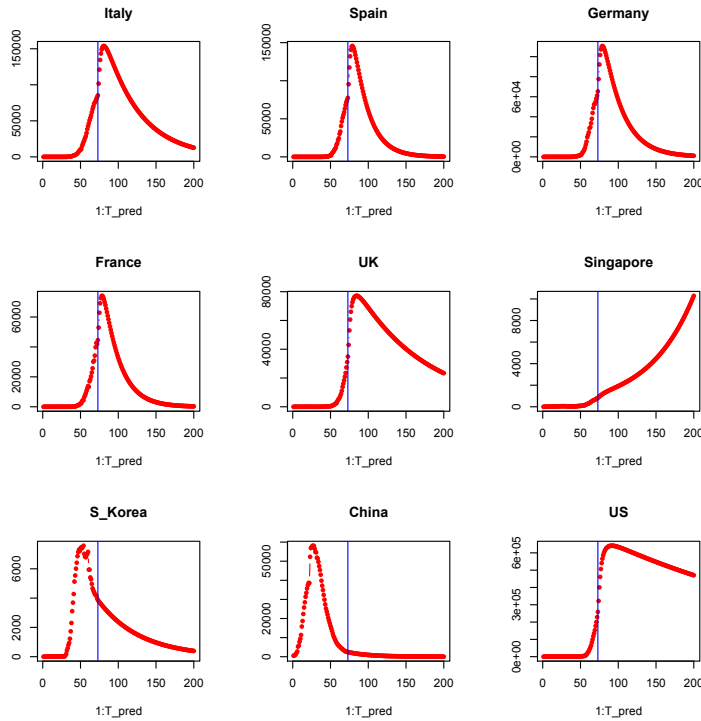 Italy
0 50000 150000
0 50 100 150 200
1:T_pred
Spain
0 50000 150000
0 50 100 150 200
1:T_pred
Germany
0e+00 6e+04
0 50 100 150 200
1:T_pred
France
0 20000 60000
0 50 100 150 200
1:T_pred
UK
0 40000 80000
0 50 100 150 200
1:T_pred
Singapore
0 4000 8000
0 50 100 150 200
1:T_pred
S_Korea
0 2000 6000
0 50 100 150 200
1:T_pred
China
0 20000 50000
0 50 100 150 200
1:T_pred
US
0e+00 3e+05 6e+05
0 50 100 150 200
1:T_pred